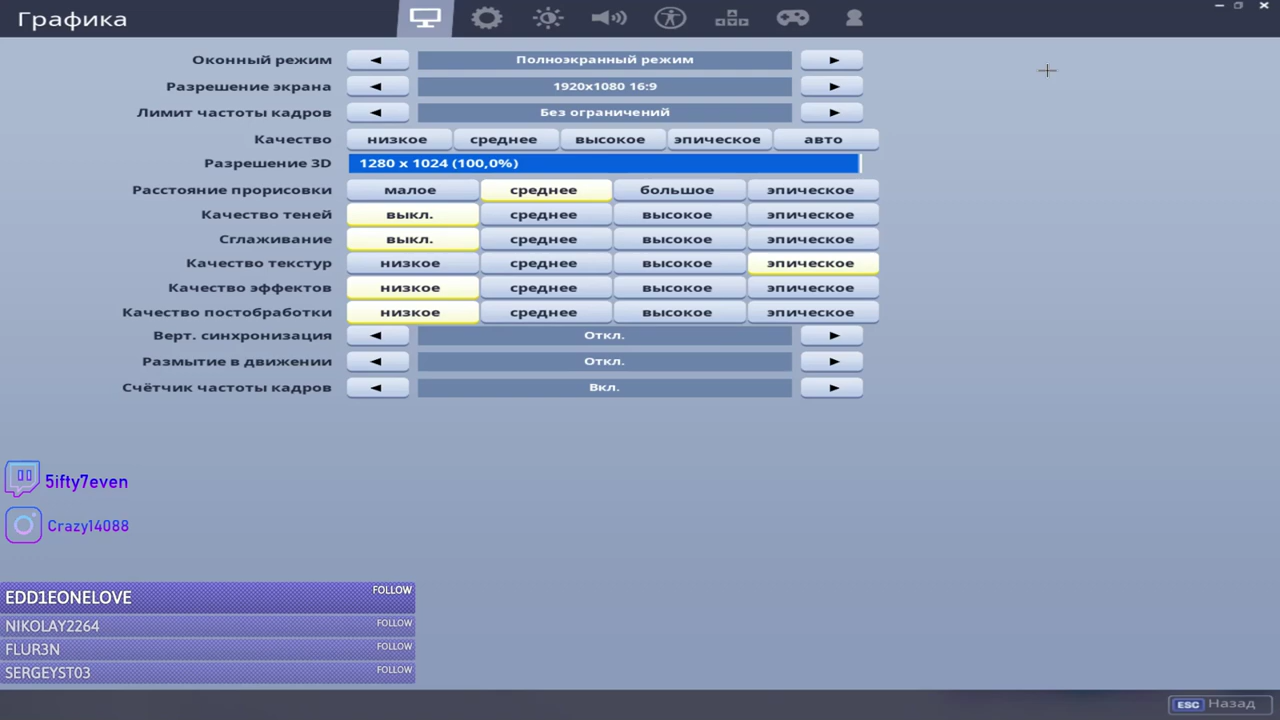 Графика
Оконный режим ◄ Полноэкранный режим ►
Разрешение экрана ◄ 1920x1080 16:9 ►
Лимит частоты кадров ◄ Без ограничений ►
Качество низкое среднее высокое эпическое авто
Разрешение 3D 1280 x 1024 (100,0%)
Расстояние прорисовки малое среднее большое эпическое
Качество теней выкл. среднее высокое эпическое
Сглаживание выкл. среднее высокое эпическое
Качество текстур низкое среднее высокое эпическое
Качество эффектов низкое среднее высокое эпическое
Качество постобработки низкое среднее высокое эпическое
Верт. синхронизация ◄ Откл. ►
Размытие в движении ◄ Откл. ►
Счётчик частоты кадров ◄ Вкл. ►
5ifty7even
Crazy14088
EDD1EONELOVE FOLLOW
NIKOLAY2264 FOLLOW
FLUR3N FOLLOW
SERGEYST03 FOLLOW
ESC Назад